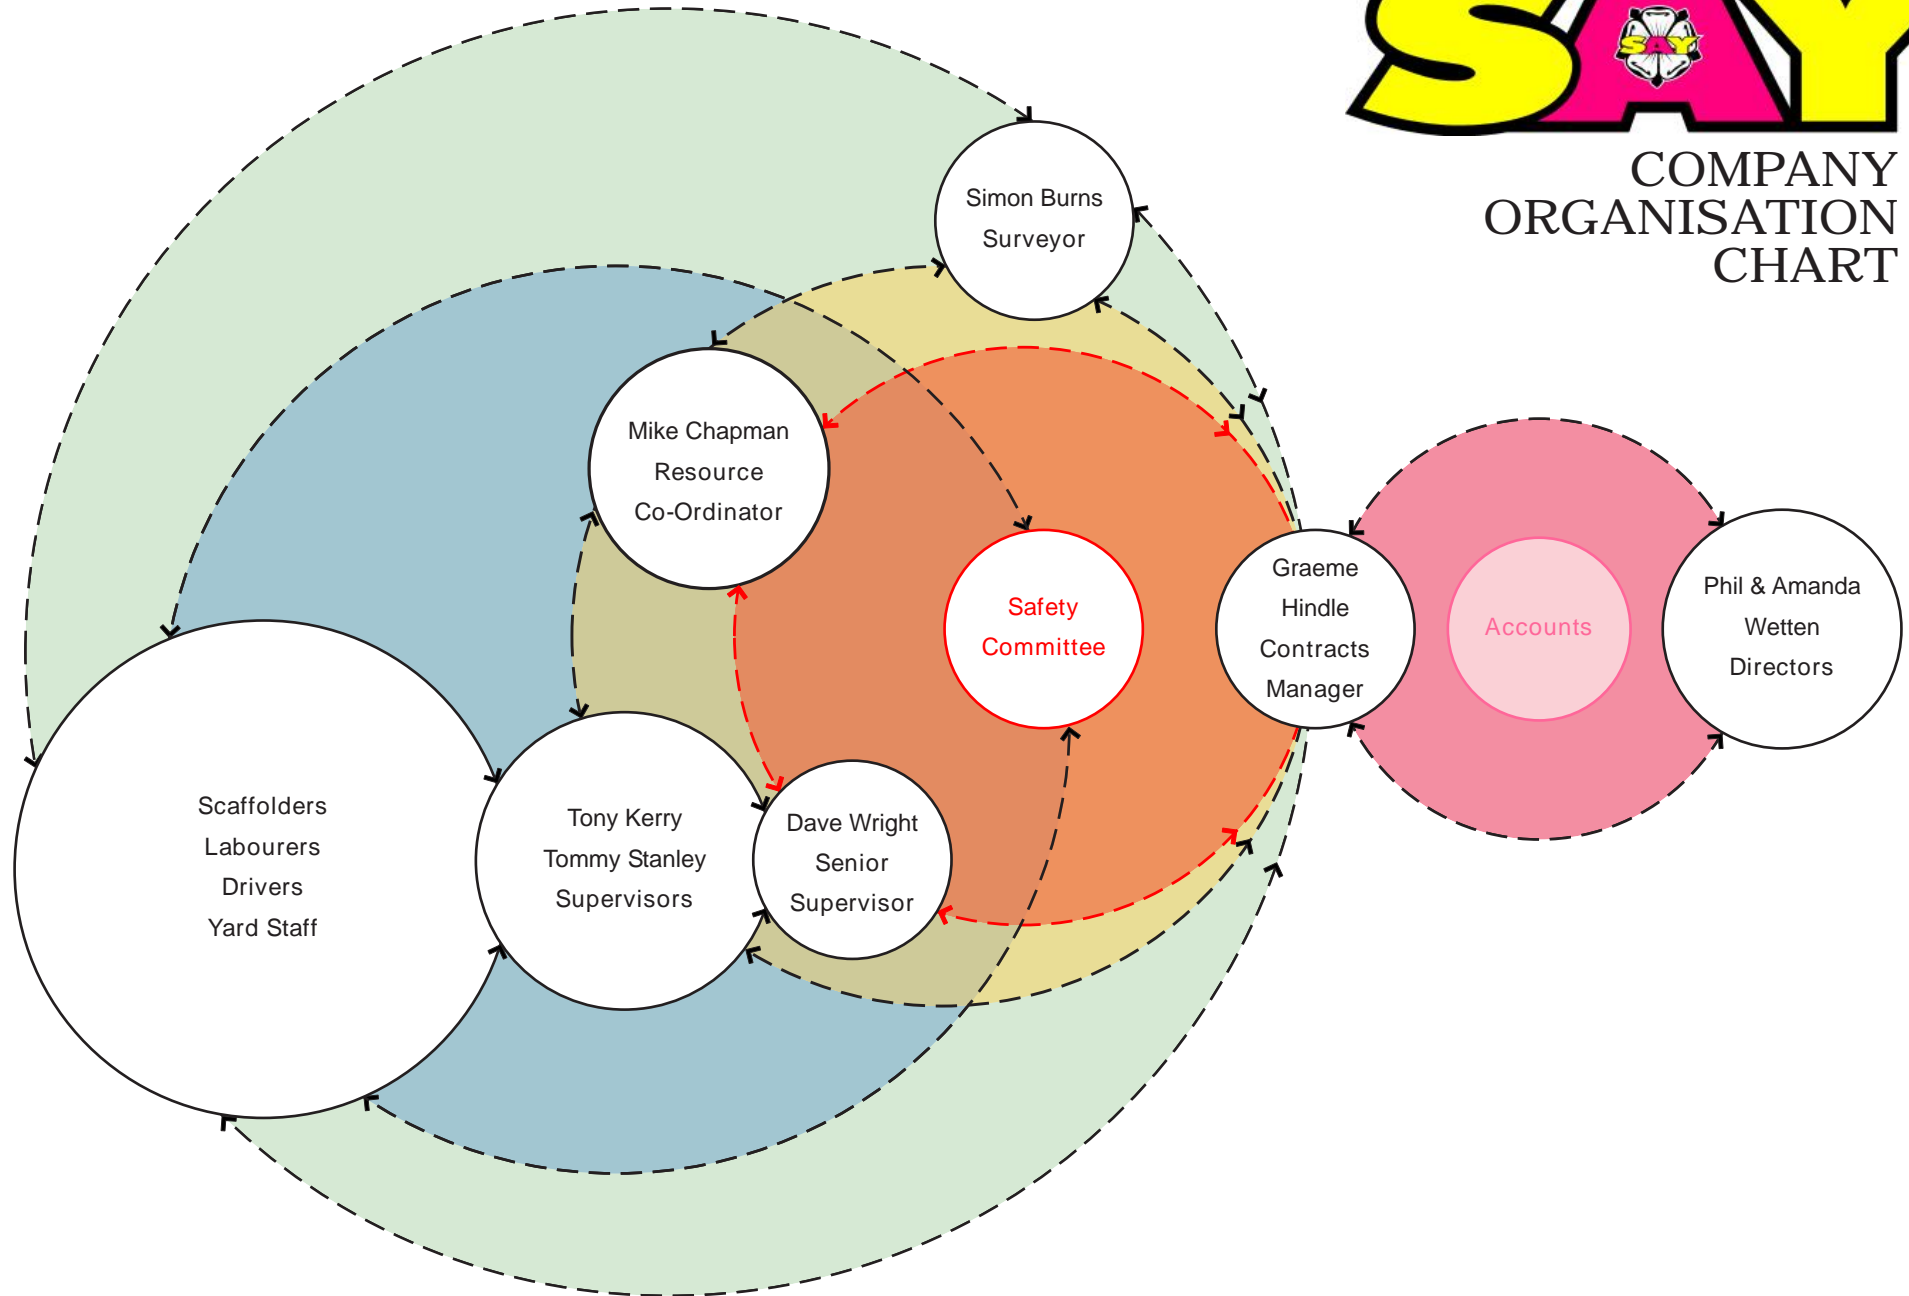 SAY
SAY
COMPANY
ORGANISATION
CHART
Simon Burns
Surveyor
Mike Chapman
Resource
Co-Ordinator
Safety
Committee
Graeme
Hindle
Contracts
Manager
Accounts
Phil & Amanda
Wetten
Directors
Scaffolders
Labourers
Drivers
Yard Staff
Tony Kerry
Tommy Stanley
Supervisors
Dave Wright
Senior
Supervisor